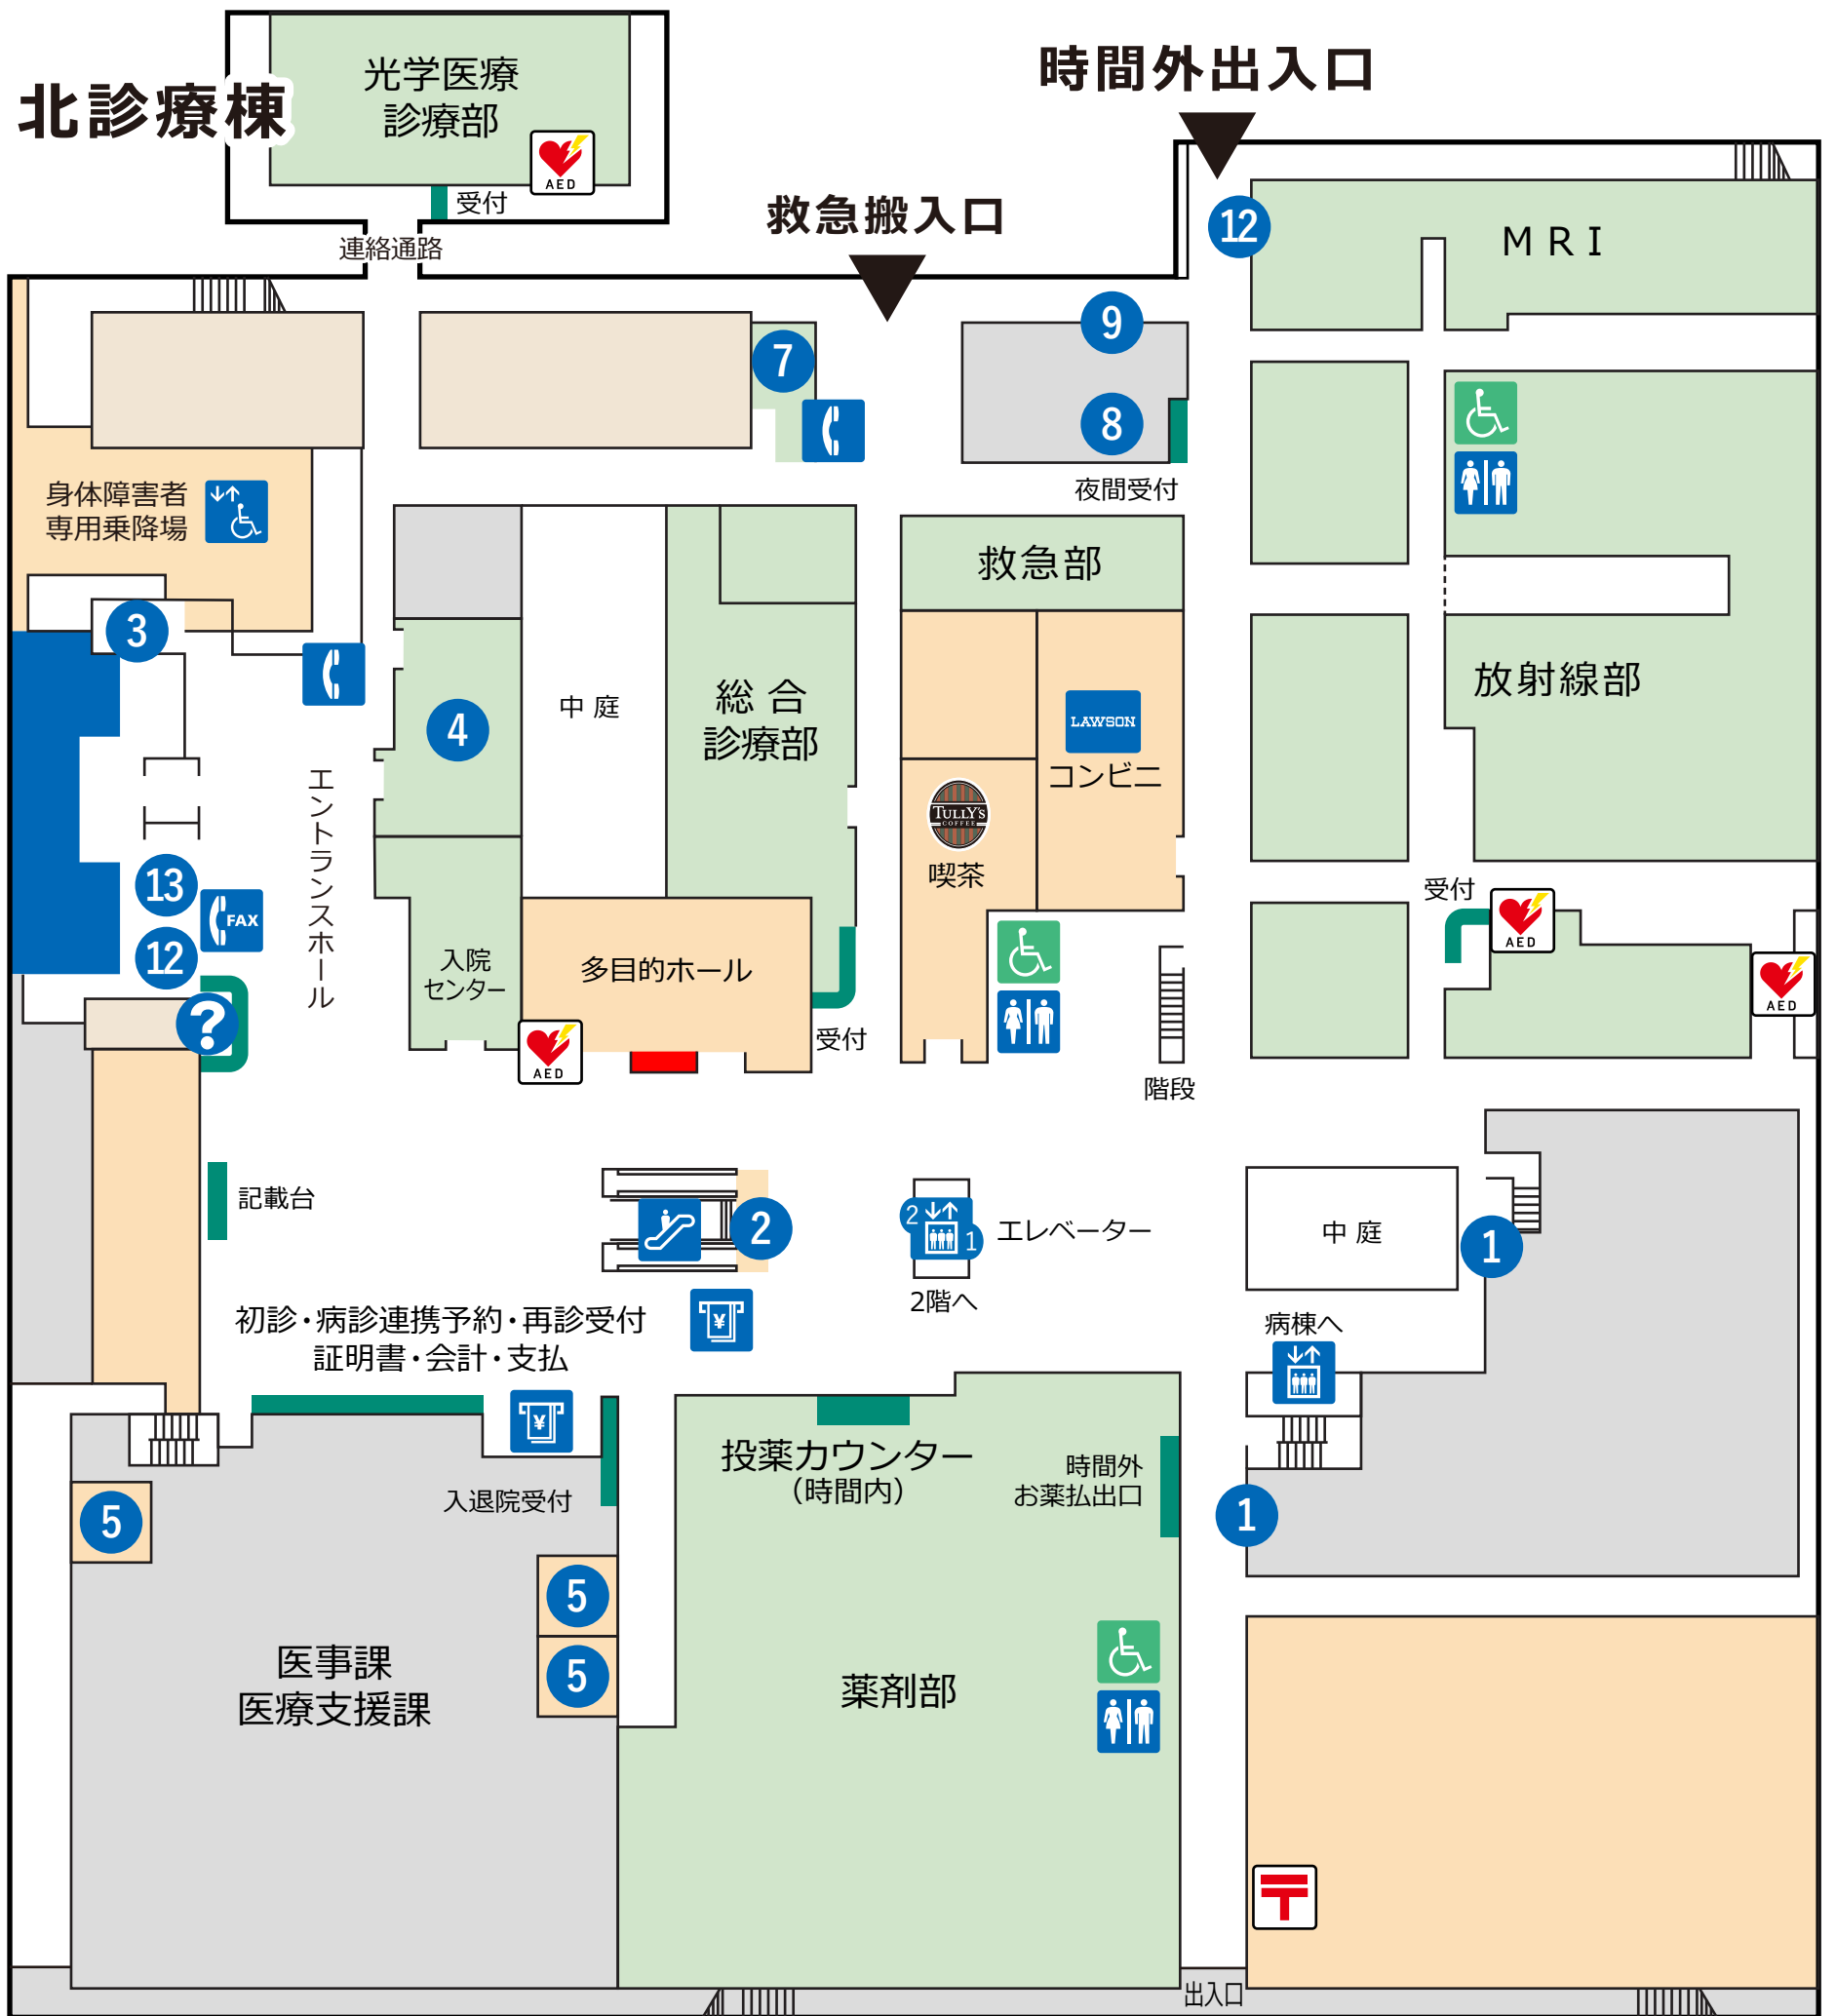 北診療棟
光学医療
診療部
AED
受付
連絡通路
時間外出入口
救急搬入口
12
MRI
9
7
8
夜間受付
身体障害者
専用乗降場
救急部
3
4
中庭
総合
診療部
LAWSON
コンビニ
放射線部
エントランスホール
TULLY'S
COFFEE
喫茶
13
FAX
12
受付
AED
AED
入院
センター
多目的ホール
受付
AED
?
階段
記載台
2
2
1
エレベーター
2階へ
中庭
1
初診・病診連携予約・再診受付
証明書・会計・支払
¥
¥
病棟へ
投薬カウンター
(時間内)
時間外
お薬払出口
入退院受付
1
5
5
5
医事課
医療支援課
薬剤部
〒
出入口